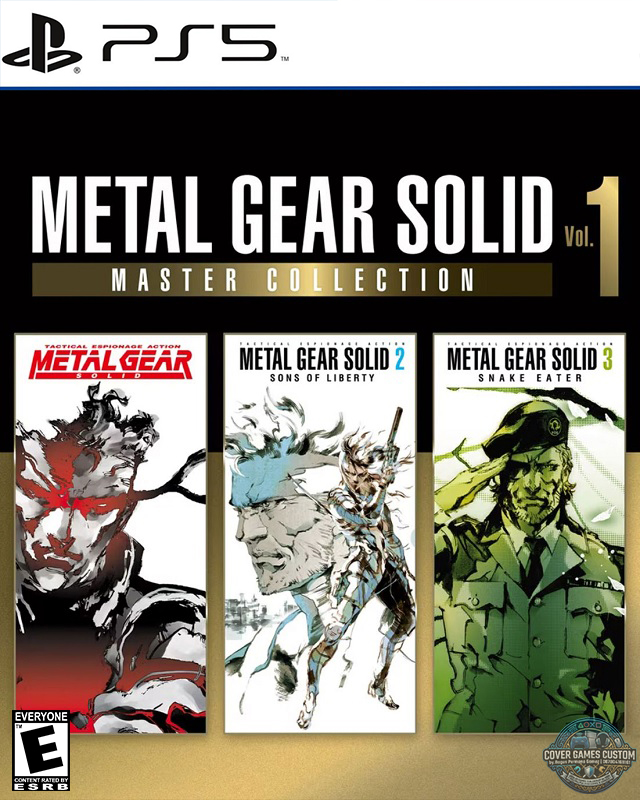 PS5
METAL GEAR SOLID Vol. 1
MASTER COLLECTION
TACTICAL ESPIONAGE ACTION
METAL GEAR
SOLID
TACTICAL ESPIONAGE ACTION
METAL GEAR SOLID 2
SONS OF LIBERTY
TACTICAL ESPIONAGE ACTION
METAL GEAR SOLID 3
SNAKE EATER
EVERYONE
E
CONTENT RATED BY
ESRB
COVER GAMES CUSTOM